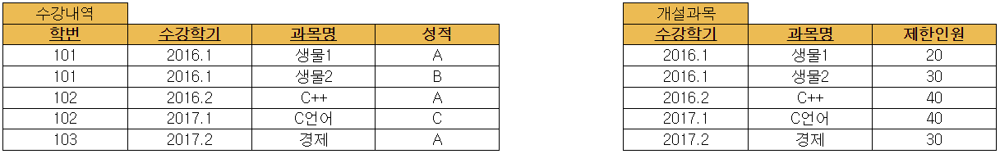 수강내역 개설과목
학번 수강학기 과목명 성적 수강학기 과목명 제한인원
101 2016.1 생물1 A 2016.1 생물1 20
101 2016.1 생물2 B 2016.1 생물2 30
102 2016.2 C++ A 2016.2 C++ 40
102 2017.1 C언어 C 2017.1 C언어 40
103 2017.2 경제 A 2017.2 경제 30